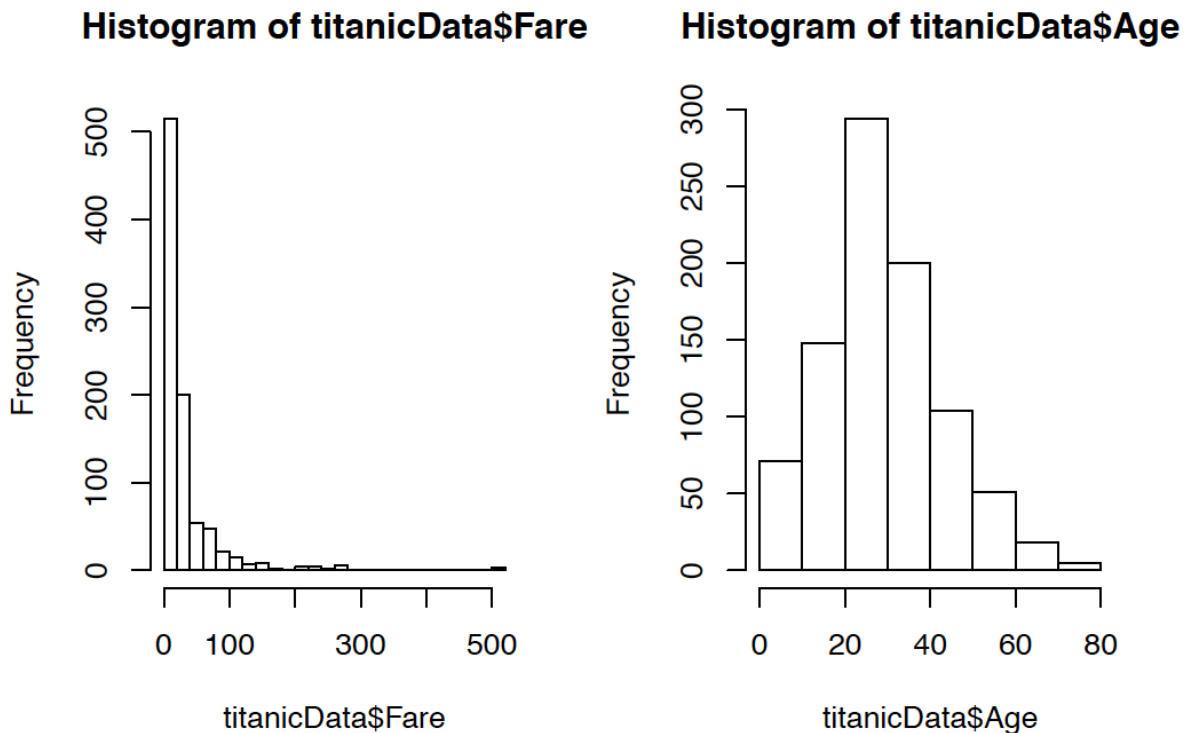 Histogram of titanicData$Fare
Frequency
500
400
300
200
100
0
0 100 300 500
titanicData$Fare
Histogram of titanicData$Age
Frequency
300
250
200
150
100
50
0
0 20 40 60 80
titanicData$Age